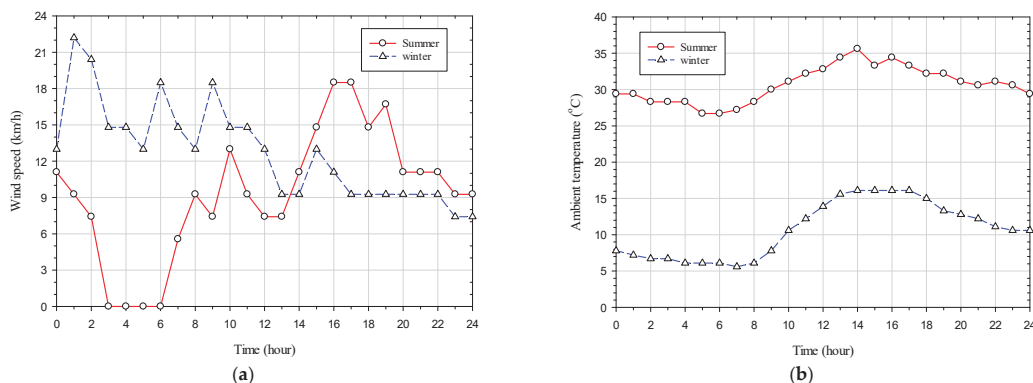 Wind speed (km/h)
24
21
18
15
12
9
6
3
0
Summer
winter
0 2 4 6 8 10 12 14 16 18 20 22 24
Time (hour)
(a)
Ambient temperature (°C)
40
35
30
25
20
15
10
5
0
Summer
winter
0 2 4 6 8 10 12 14 16 18 20 22 24
Time (hour)
(b)